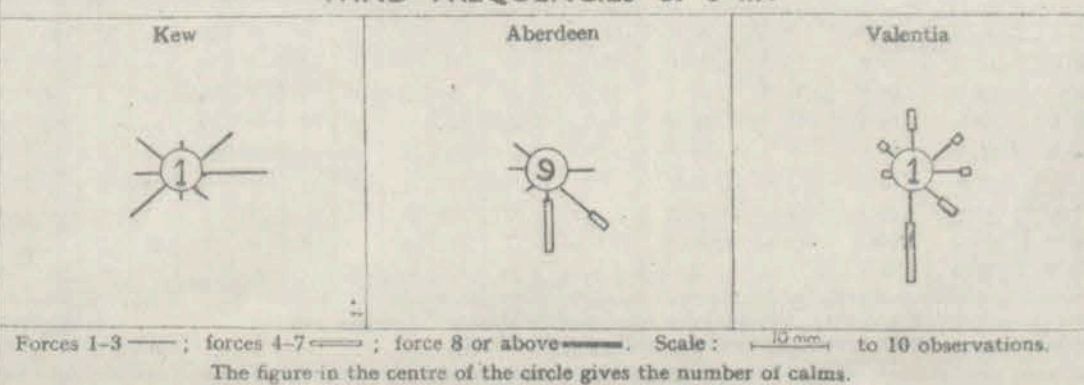 Kew
Aberdeen
Valentia
1
9
1
Forces 1-3 ; forces 4-7 ; force 8 or above . Scale : 10 mm to 10 observations.
The figure in the centre of the circle gives the number of calms.